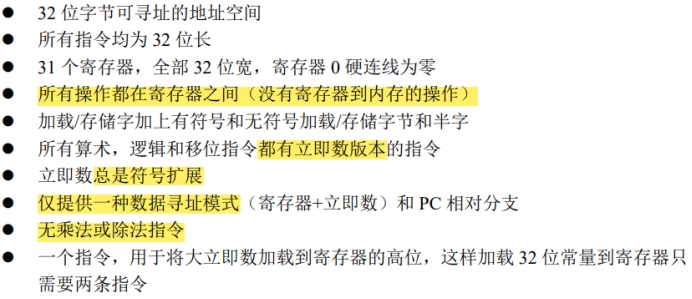 ● 32 位字节可寻址的地址空间
● 所有指令均为 32 位长
● 31 个寄存器，全部 32 位宽，寄存器 0 硬连线为零
● 所有操作都在寄存器之间（没有寄存器到内存的操作）
● 加载/存储字加上有符号和无符号加载/存储字节和半字
● 所有算术，逻辑和移位指令都有立即数版本的指令
● 立即数总是符号扩展
● 仅提供一种数据寻址模式（寄存器+立即数）和 PC 相对分支
● 无乘法或除法指令
● 一个指令，用于将大立即数加载到寄存器的高位，这样加载 32 位常量到寄存器只
需要两条指令